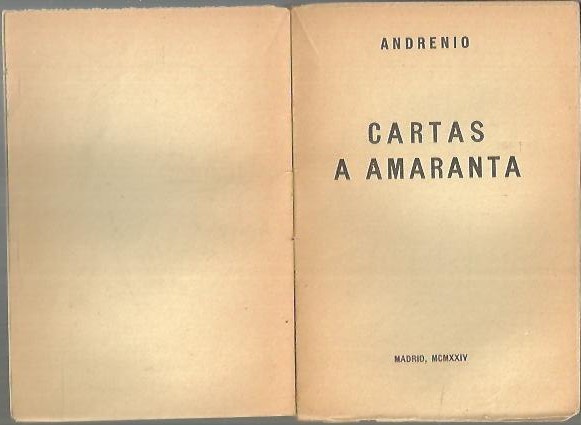 ANDRENIO
CARTAS
A AMARANTA
MADRID, MCMXXIV